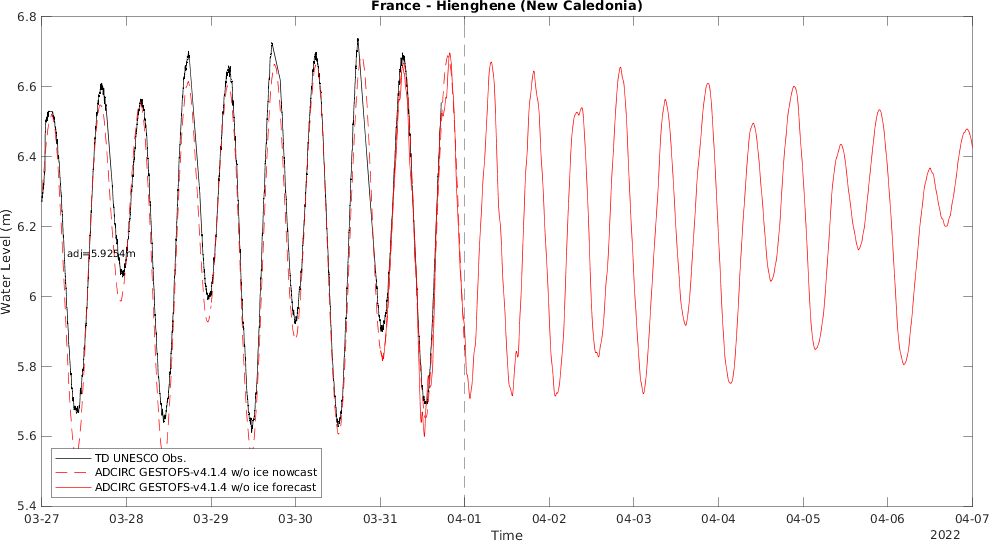 France - Hienghene (New Caledonia)
6.8
6.6
6.4
6.2
6
5.8
5.6
5.4
Water Level (m)
adj=5.9254m
TD UNESCO Obs.
ADCIRC GESTOFS-v4.1.4 w/o ice nowcast
ADCIRC GESTOFS-v4.1.4 w/o ice forecast
03-27 03-28 03-29 03-30 03-31 04-01 04-02 04-03 04-04 04-05 04-06 04-07
Time
2022